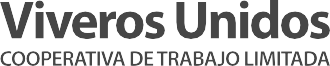 Viveros Unidos
COOPERATIVA DE TRABAJO LIMITADA